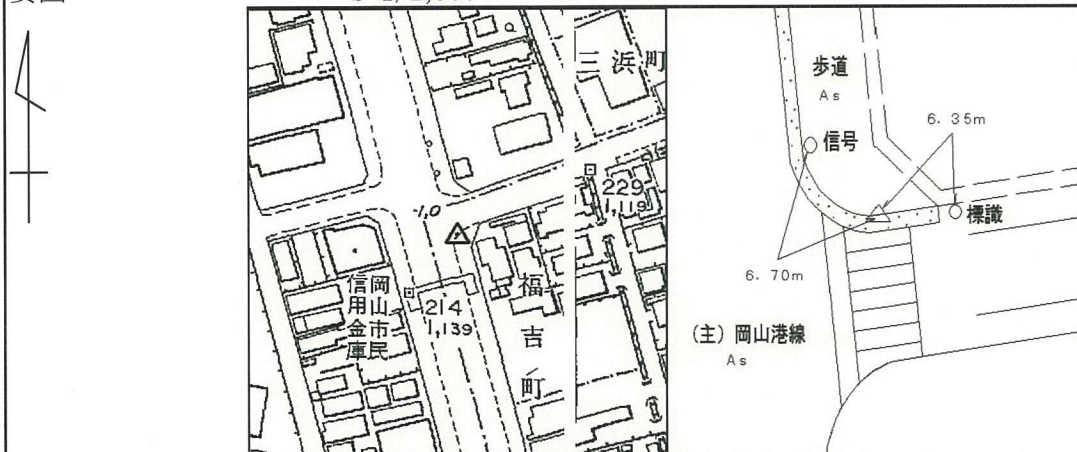 三浜町
-1.0
229
1,119
福吉町
岡山市民
信用金庫
214
1,139
歩道
As
信号
6. 35m
標識
6. 70m
(主) 岡山港線
As